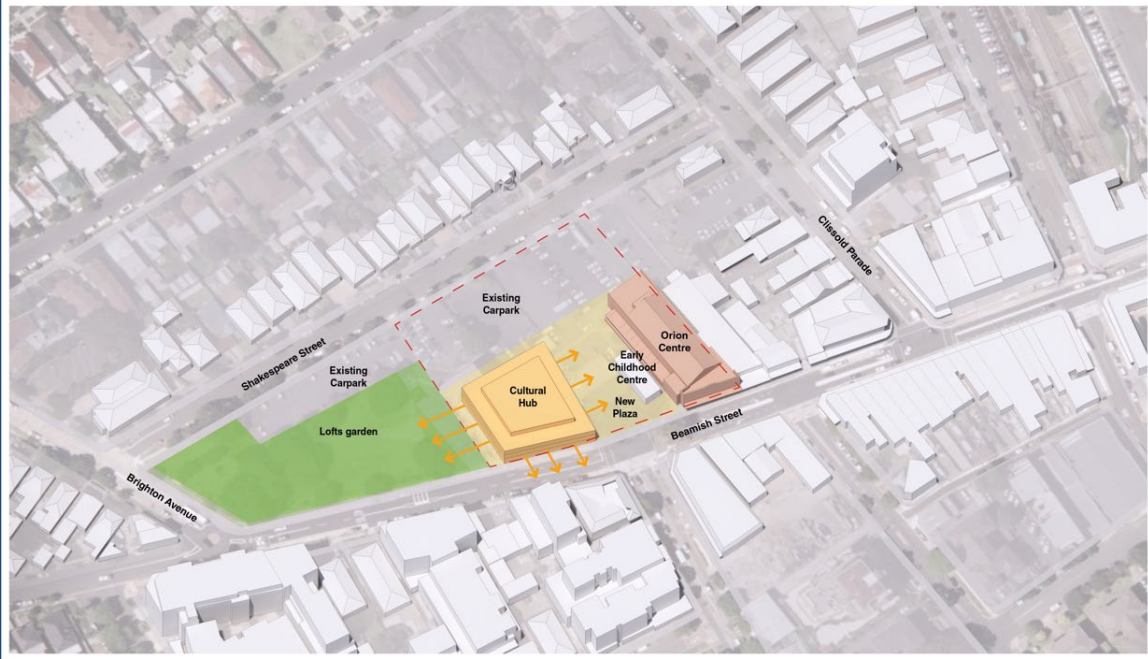 Clissold Parade
Existing
Carpark
Orion
Centre
Shakespeare Street
Early
Childhood
Centre
Existing
Carpark
Cultural
Hub
New
Plaza
Beamish Street
Lofts garden
Brighton Avenue